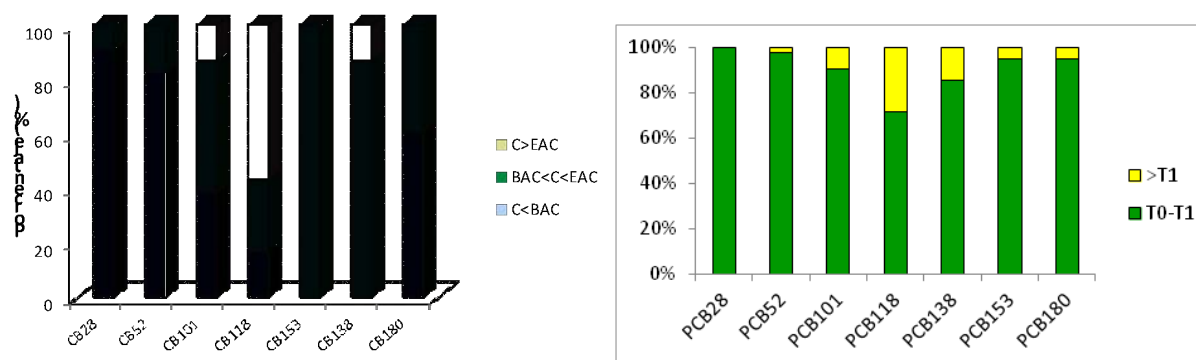 100
80
60
40
20
0
CB28
CB52
CB101
CB118
CB153
CB138
CB180
C>EAC
BAC<C<EAC
C<BAC
100%
80%
60%
40%
20%
0%
PCB28
PCB52
PCB101
PCB118
PCB138
PCB153
PCB180
>T1
T0-T1